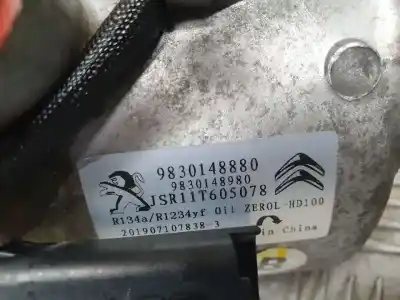 9830148880
9830148980
JSR11T605078
R134a/R1234yf Oil ZEROL-HD100
in China
201907107838-3